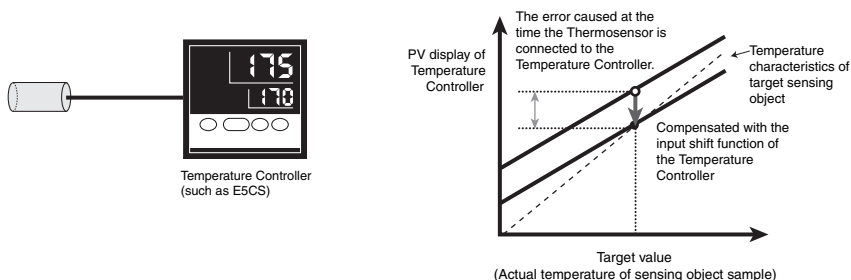 175
170
Temperature Controller
(such as E5CS)
PV display of
Temperature
Controller
The error caused at the
time the Thermosensor is
connected to the
Temperature Controller.
Temperature
characteristics of
target sensing
object
Compensated with the
input shift function of
the Temperature
Controller
Target value
(Actual temperature of sensing object sample)